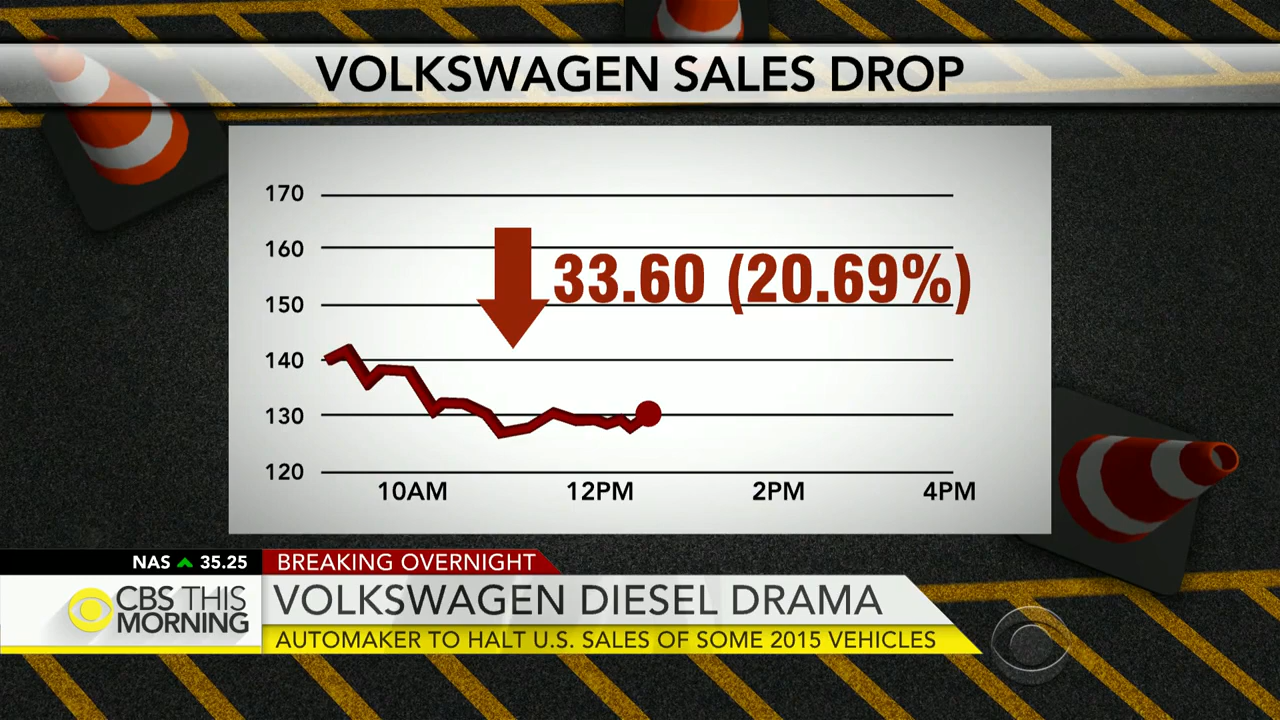 VOLKSWAGEN SALES DROP
170
160
33.60 (20.69%)
150
140
130
120
10AM 12PM 2PM 4PM
NAS 35.25
BREAKING OVERNIGHT
CBS THIS
MORNING
VOLKSWAGEN DIESEL DRAMA
AUTOMAKER TO HALT U.S. SALES OF SOME 2015 VEHICLES